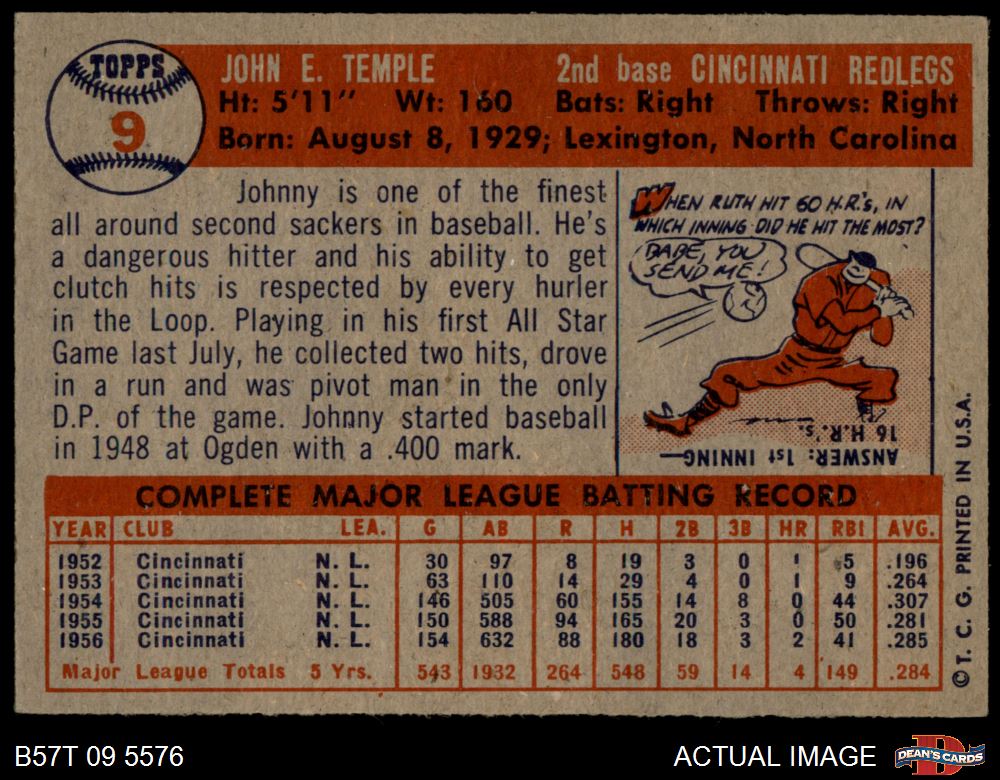 TOPPS
9
JOHN E. TEMPLE 2nd base CINCINNATI REDLEGS
Ht: 5'11" Wt: 160 Bats: Right Throws: Right
Born: August 8, 1929; Lexington, North Carolina
Johnny is one of the finest
all around second sackers in baseball. He's
a dangerous hitter and his ability to get
clutch hits is respected by every hurler
in the Loop. Playing in his first All Star
Game last July, he collected two hits, drove
in a run and was pivot man in the only
D.P. of the game. Johnny started baseball
in 1948 at Ogden with a .400 mark.
WHEN RUTH HIT 60 H.R.'s, IN
WHICH INNING DID HE HIT THE MOST?
BABE, YOU
SEND ME!
ANSWER: 1st INNING—
16 H.R.'s.
COMPLETE MAJOR LEAGUE BATTING RECORD
YEAR CLUB LEA. G AB R H 2B 3B HR RBI AVG.
1952 Cincinnati N. L. 30 97 8 19 3 0 1 5 .196
1953 Cincinnati N. L. 63 110 14 29 4 0 1 9 .264
1954 Cincinnati N. L. 146 505 60 155 14 8 0 44 .307
1955 Cincinnati N. L. 150 588 94 165 20 3 0 50 .281
1956 Cincinnati N. L. 154 632 88 180 18 3 2 41 .285
Major League Totals 5 Yrs. 543 1932 264 548 59 14 4 149 .284
©T. C. G. PRINTED IN U.S.A.
B57T 09 5576
ACTUAL IMAGE
D
DEAN'S CARDS